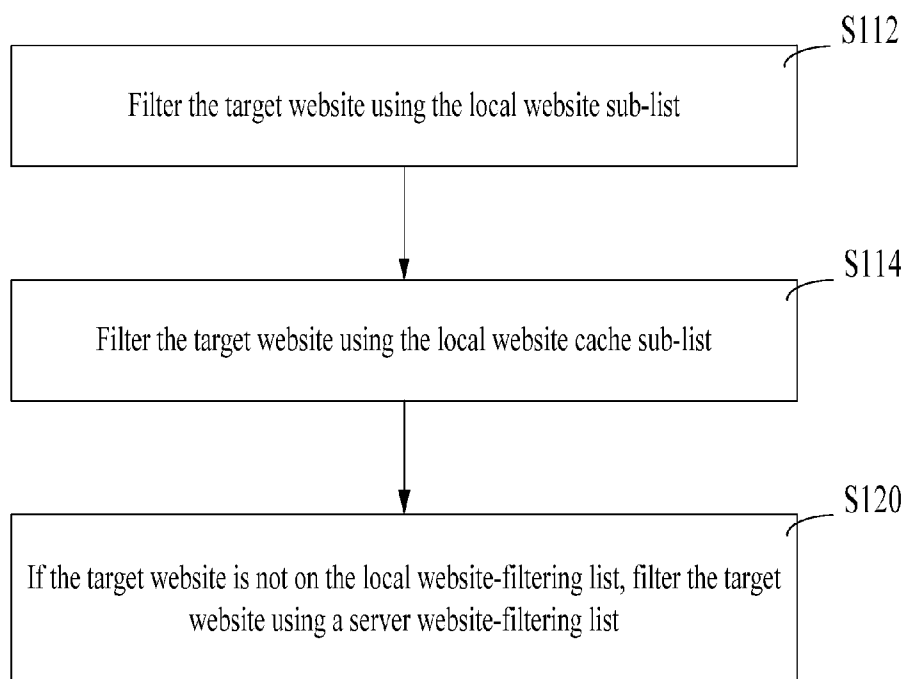 S112
Filter the target website using the local website sub-list
S114
Filter the target website using the local website cache sub-list
S120
If the target website is not on the local website-filtering list, filter the target
website using a server website-filtering list